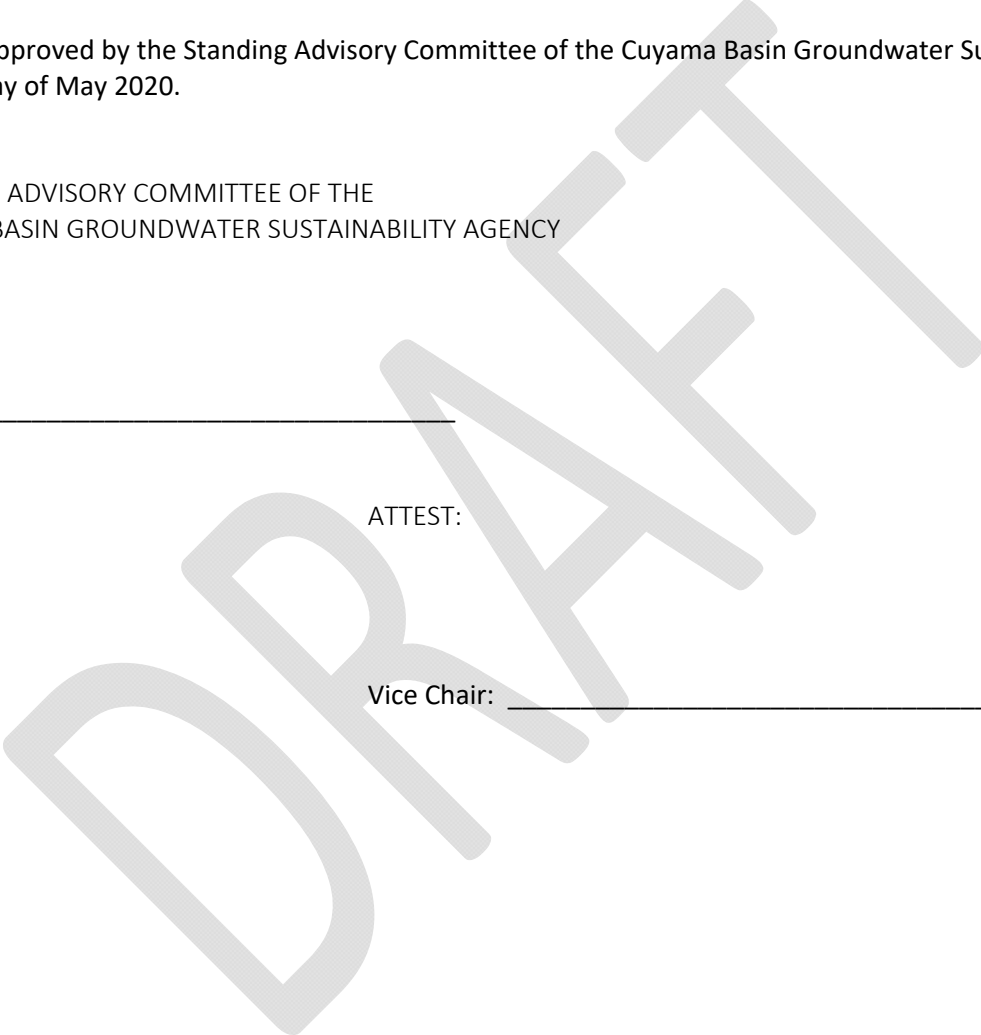 pproved by the Standing Advisory Committee of the Cuyama Basin Groundwater Su
ay of May 2020.
ADVISORY COMMITTEE OF THE
BASIN GROUNDWATER SUSTAINABILITY AGENCY
ATTEST:
Vice Chair:
DRAFT